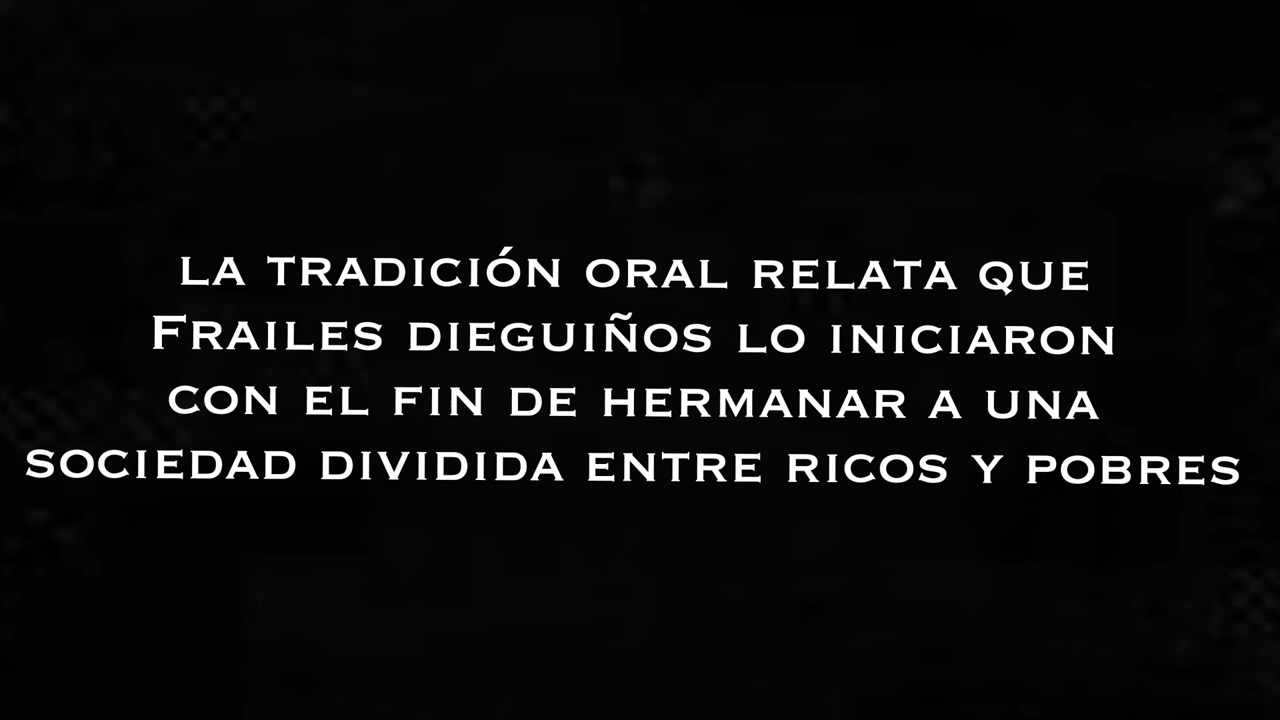 LA TRADICIÓN ORAL RELATA QUE
FRAILES DIEGUIÑOS LO INICIARON
CON EL FIN DE HERMANAR A UNA
SOCIEDAD DIVIDIDA ENTRE RICOS Y POBRES